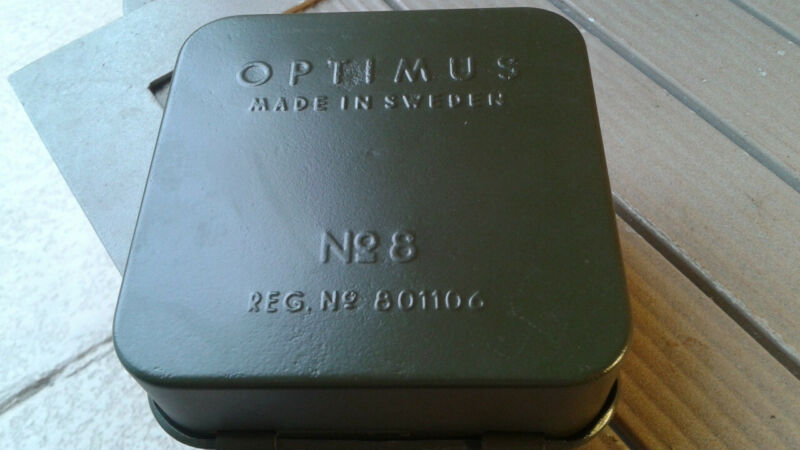 OPTIMUS
MADE IN SWEDEN
Nº 8
REG. Nº 801106